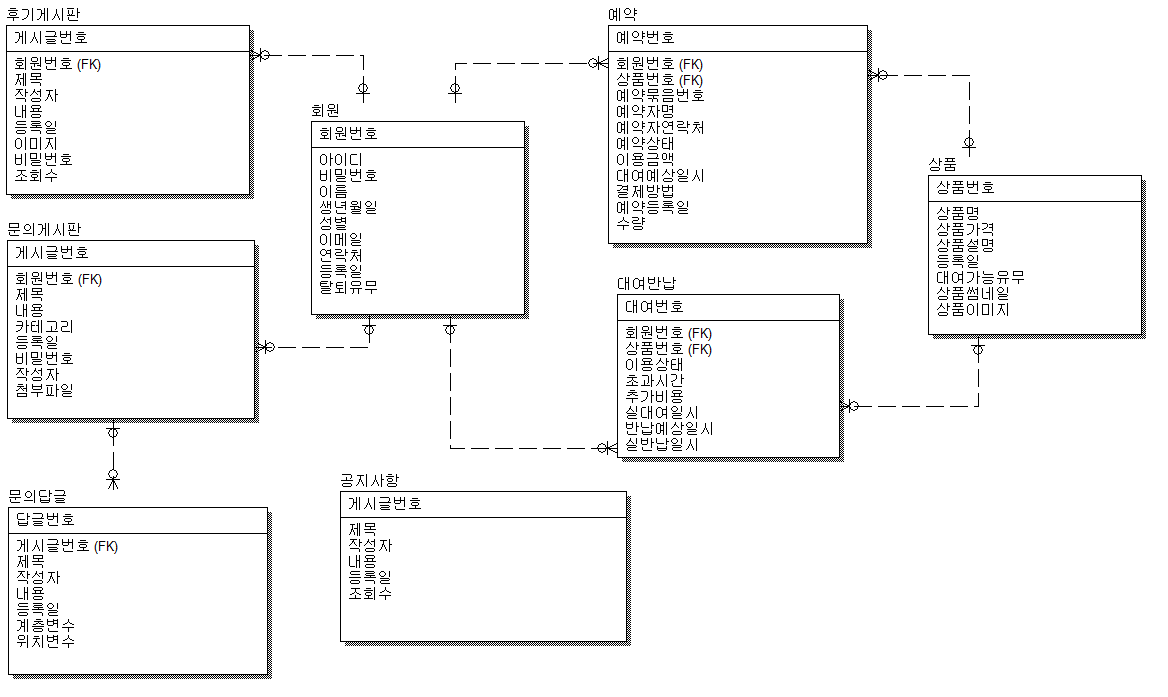 후기게시판
게시글번호
회원번호 (FK)
제목
작성자
내용
등록일
이미지
비밀번호
조회수
문의게시판
게시글번호
회원번호 (FK)
제목
내용
카테고리
등록일
비밀번호
작성자
첨부파일
문의답글
답글번호
게시글번호 (FK)
제목
작성자
내용
등록일
계층변수
위치변수
회원
회원번호
아이디
비밀번호
이름
생년월일
성별
이메일
연락처
등록일
탈퇴유무
공지사항
게시글번호
제목
작성자
내용
등록일
조회수
예약
예약번호
회원번호 (FK)
상품번호 (FK)
예약묶음번호
예약자명
예약자연락처
예약상태
이용금액
대여예상일시
결제방법
예약등록일
수량
대여반납
대여번호
회원번호 (FK)
상품번호 (FK)
이용상태
초과시간
추가비용
실대여일시
반납예상일시
실반납일시
상품
상품번호
상품명
상품가격
상품설명
등록일
대여가능유무
상품썸네일
상품이미지